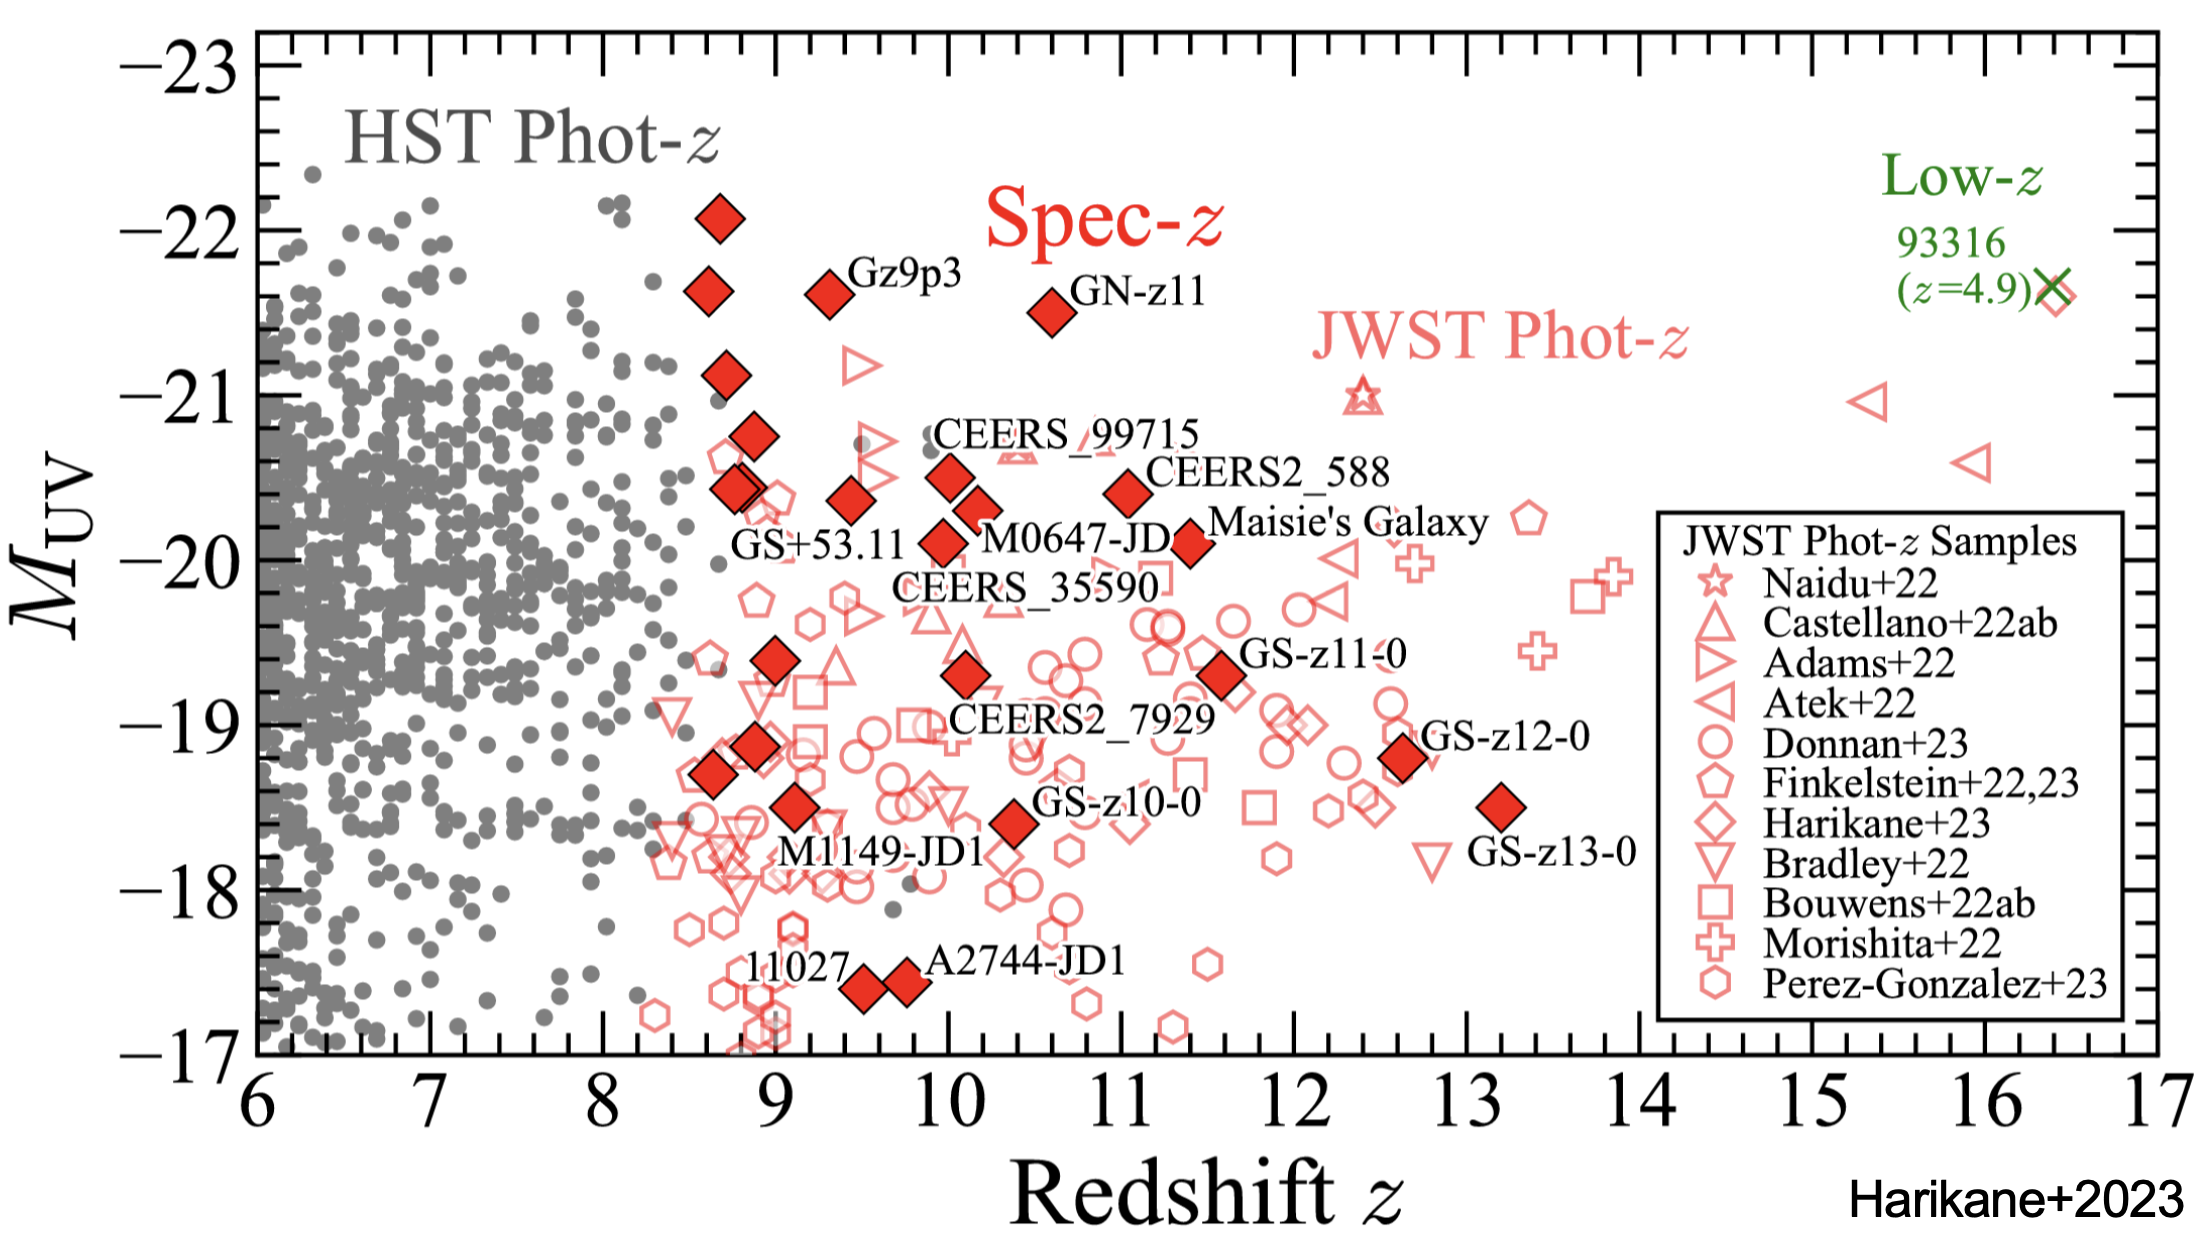 −23
−22
−21
−20
−19
−18
−17
M_UV
HST Phot-z
Spec-z
JWST Phot-z
Low-z
93316
(z=4.9)
Gz9p3
GN-z11
CEERS_99715
CEERS2_588
Maisie's Galaxy
M0647-JD
GS+53.11
CEERS_35590
GS-z11-0
CEERS2_7929
GS-z12-0
GS-z10-0
GS-z13-0
M1149-JD1
11027
A2744-JD1
JWST Phot-z Samples
Naidu+22
Castellano+22ab
Adams+22
Atek+22
Donnan+23
Finkelstein+22,23
Harikane+23
Bradley+22
Bouwens+22ab
Morishita+22
Perez-Gonzalez+23
6 7 8 9 10 11 12 13 14 15 16 17
Redshift z
Harikane+2023